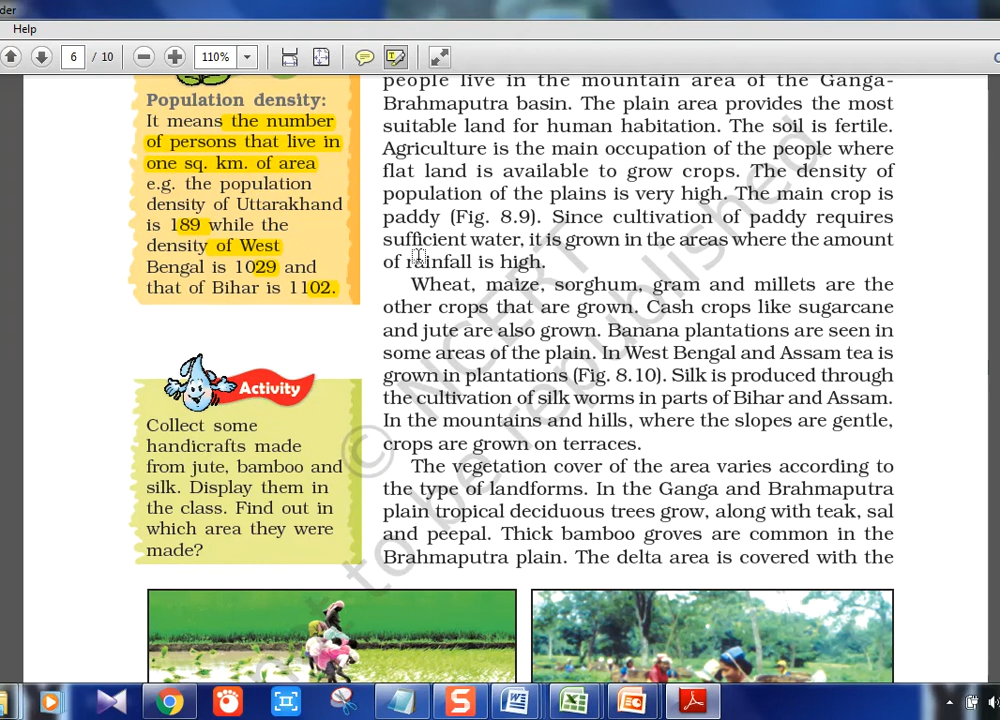 der
Help
6 / 10
110%
Population density:
It means the number
of persons that live in
one sq. km. of area
e.g. the population
density of Uttarakhand
is 189 while the
density of West
Bengal is 1029 and
that of Bihar is 1102.
Activity
Collect some
handicrafts made
from jute, bamboo and
silk. Display them in
the class. Find out in
which area they were
made?
people live in the mountain area of the Ganga-
Brahmaputra basin. The plain area provides the most
suitable land for human habitation. The soil is fertile.
Agriculture is the main occupation of the people where
flat land is available to grow crops. The density of
population of the plains is very high. The main crop is
paddy (Fig. 8.9). Since cultivation of paddy requires
sufficient water, it is grown in the areas where the amount
of rainfall is high.
Wheat, maize, sorghum, gram and millets are the
other crops that are grown. Cash crops like sugarcane
and jute are also grown. Banana plantations are seen in
some areas of the plain. In West Bengal and Assam tea is
grown in plantations (Fig. 8.10). Silk is produced through
the cultivation of silk worms in parts of Bihar and Assam.
In the mountains and hills, where the slopes are gentle,
crops are grown on terraces.
The vegetation cover of the area varies according to
the type of landforms. In the Ganga and Brahmaputra
plain tropical deciduous trees grow, along with teak, sal
and peepal. Thick bamboo groves are common in the
Brahmaputra plain. The delta area is covered with the
© NCERT
not to be republished